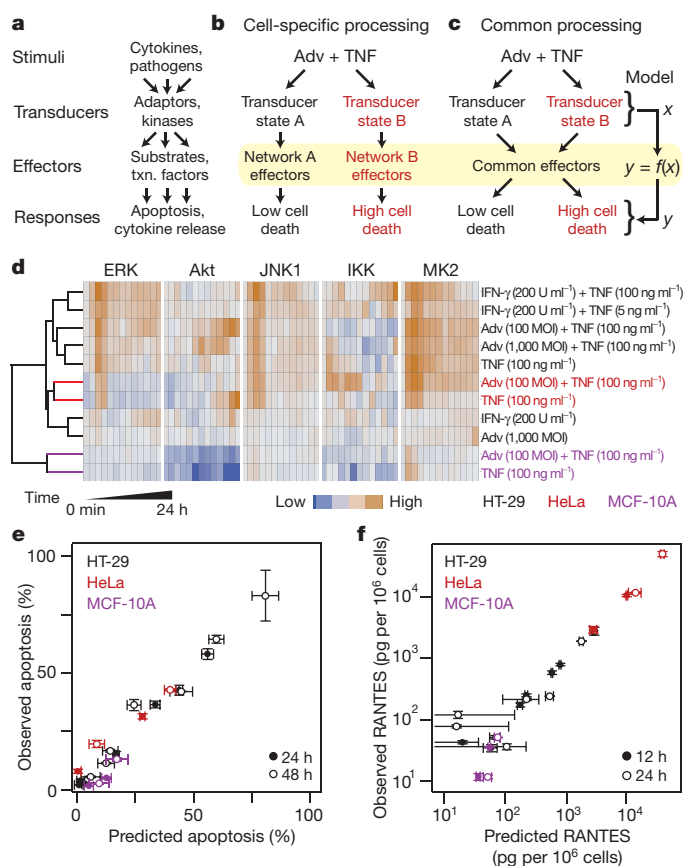 a
Stimuli
Transducers
Effectors
Responses
Cytokines,
pathogens
Adaptors,
kinases
Substrates,
txn. factors
Apoptosis,
cytokine release
b Cell-specific processing
Adv + TNF
Transducer
state A
Transducer
state B
Network A
effectors
Network B
effectors
Low cell
death
High cell
death
c Common processing
Adv + TNF
Model
Transducer
state A
Transducer
state B
x
Common effectors
y = f(x)
Low cell
death
High cell
death
y
d
ERK Akt JNK1 IKK MK2
IFN-γ (200 U ml⁻¹) + TNF (100 ng ml⁻¹)
IFN-γ (200 U ml⁻¹) + TNF (5 ng ml⁻¹)
Adv (100 MOI) + TNF (100 ng ml⁻¹)
Adv (1,000 MOI) + TNF (100 ng ml⁻¹)
TNF (100 ng ml⁻¹)
Adv (100 MOI) + TNF (100 ng ml⁻¹)
TNF (100 ng ml⁻¹)
IFN-γ (200 U ml⁻¹)
Adv (1,000 MOI)
Adv (100 MOI) + TNF (100 ng ml⁻¹)
TNF (100 ng ml⁻¹)
Time
0 min 24 h
Low High
HT-29 HeLa MCF-10A
e
Observed apoptosis (%)
100
50
0
HT-29
HeLa
MCF-10A
24 h
48 h
0 50 100
Predicted apoptosis (%)
f
Observed RANTES
(pg per 10⁶ cells)
10⁴
10³
10²
10¹
HT-29
HeLa
MCF-10A
12 h
24 h
10¹ 10² 10³ 10⁴
Predicted RANTES
(pg per 10⁶ cells)